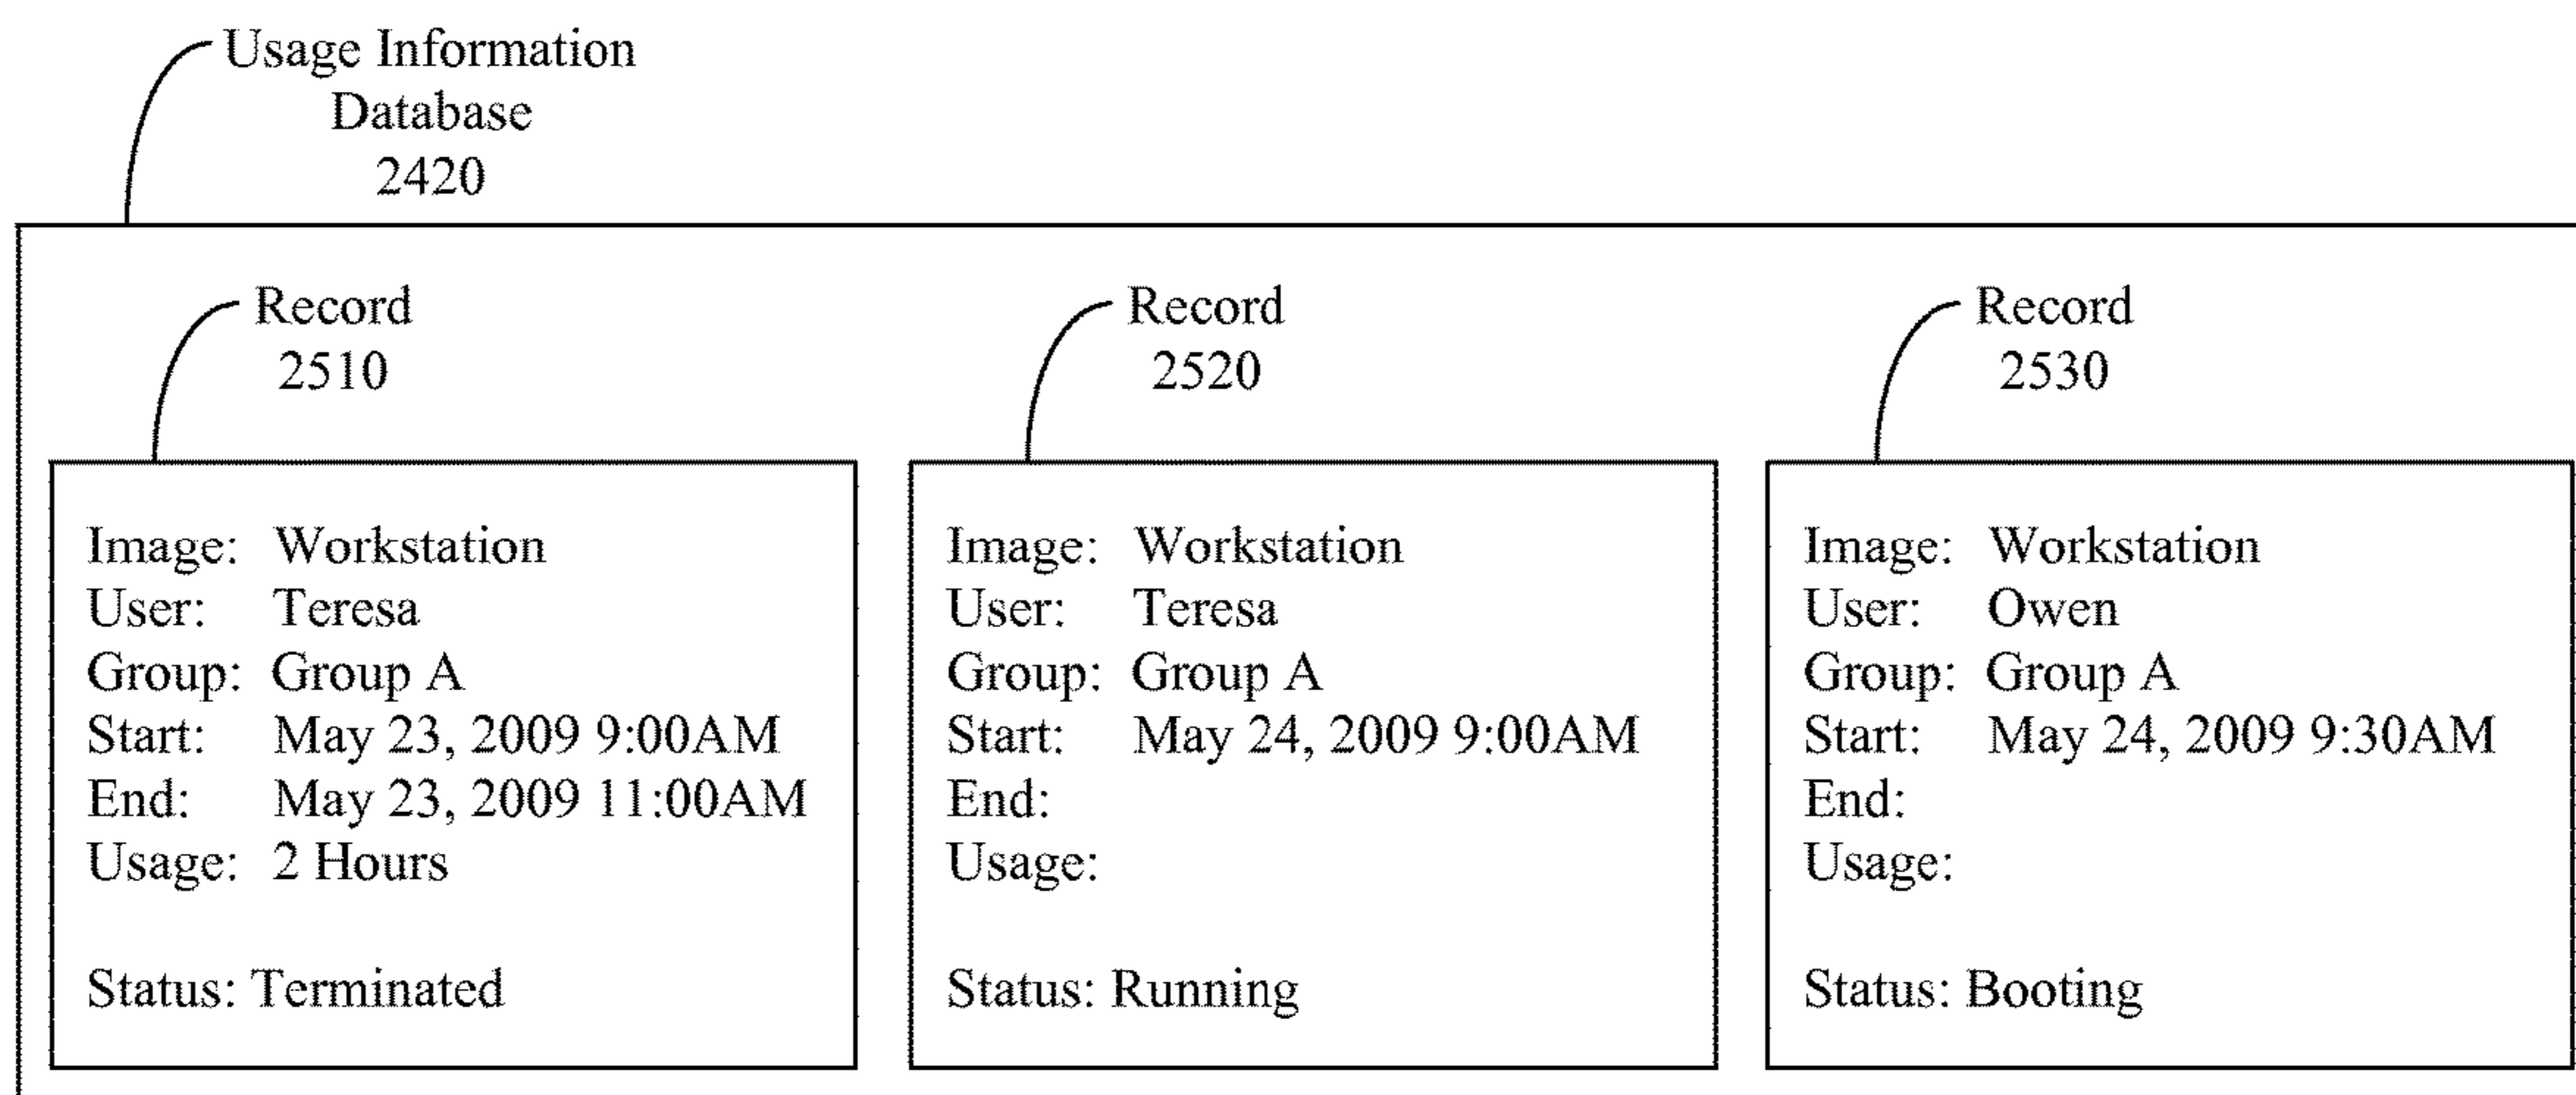 Usage Information
Database
2420
Record
2510
Record
2520
Record
2530
Image: Workstation
User: Teresa
Group: Group A
Start: May 23, 2009 9:00AM
End: May 23, 2009 11:00AM
Usage: 2 Hours
Status: Terminated
Image: Workstation
User: Teresa
Group: Group A
Start: May 24, 2009 9:00AM
End:
Usage:
Status: Running
Image: Workstation
User: Owen
Group: Group A
Start: May 24, 2009 9:30AM
End:
Usage:
Status: Booting